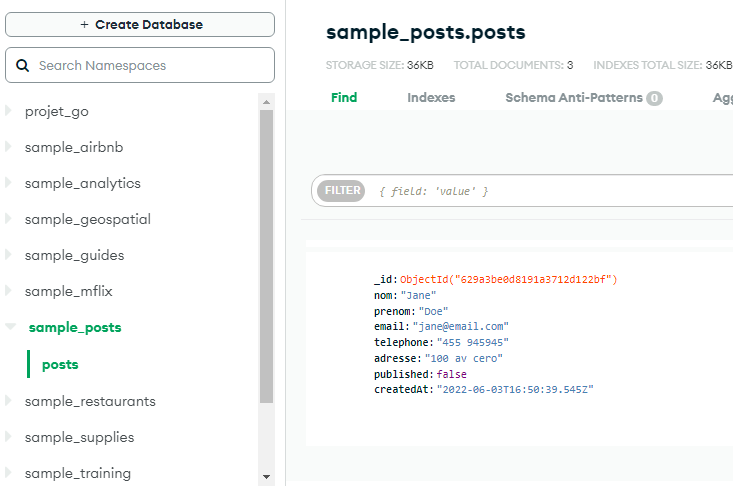 + Create Database
Search Namespaces
projet_go
sample_airbnb
sample_analytics
sample_geospatial
sample_guides
sample_mflix
sample_posts
posts
sample_restaurants
sample_supplies
sample_training
sample_posts.posts
STORAGE SIZE: 36KB TOTAL DOCUMENTS: 3 INDEXES TOTAL SIZE: 36KB
Find Indexes Schema Anti-Patterns 0 Agg
FILTER { field: 'value' }
_id: ObjectId("629a3be0d8191a3712d122bf")
nom: "Jane"
prenom: "Doe"
email: "jane@email.com"
telephone: "455 945945"
adresse: "100 av cero"
published: false
createdAt: "2022-06-03T16:50:39.545Z"